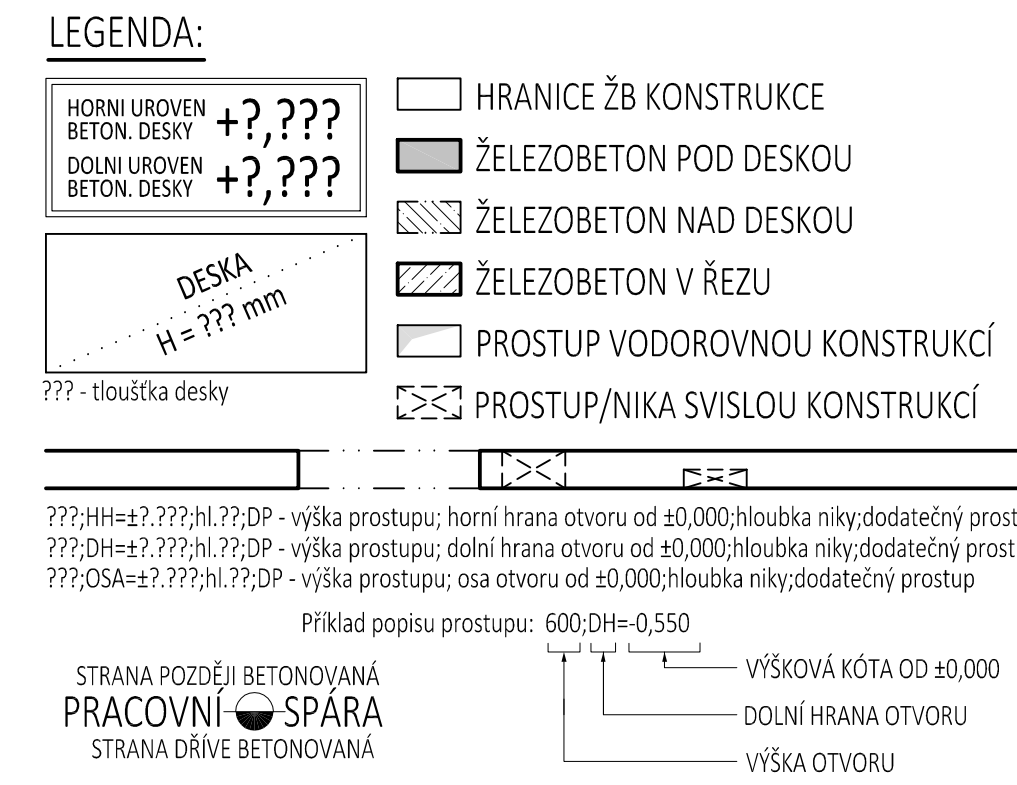 LEGENDA:
HORNI UROVEN
BETON. DESKY +?,???
DOLNI UROVEN
BETON. DESKY +?,???
DESKA
H = ??? mm
??? - tloušťka desky
HRANICE ŽB KONSTRUKCE
ŽELEZOBETON POD DESKOU
ŽELEZOBETON NAD DESKOU
ŽELEZOBETON V ŘEZU
PROSTUP VODOROVNOU KONSTRUKCÍ
PROSTUP/NIKA SVISLOU KONSTRUKCÍ
???;HH=±?.???;hl.??;DP - výška prostupu; horní hrana otvoru od ±0,000;hloubka niky;dodatečný prost
???;DH=±?.???;hl.??;DP - výška prostupu; dolní hrana otvoru od ±0,000;hloubka niky;dodatečný prost
???;OSA=±?.???;hl.??;DP - výška prostupu; osa otvoru od ±0,000;hloubka niky;dodatečný prostup
Příklad popisu prostupu: 600;DH=-0,550
VÝŠKOVÁ KÓTA OD ±0,000
DOLNÍ HRANA OTVORU
VÝŠKA OTVORU
STRANA POZDĚJI BETONOVANÁ
PRACOVNÍ SPÁRA
STRANA DŘÍVE BETONOVANÁ